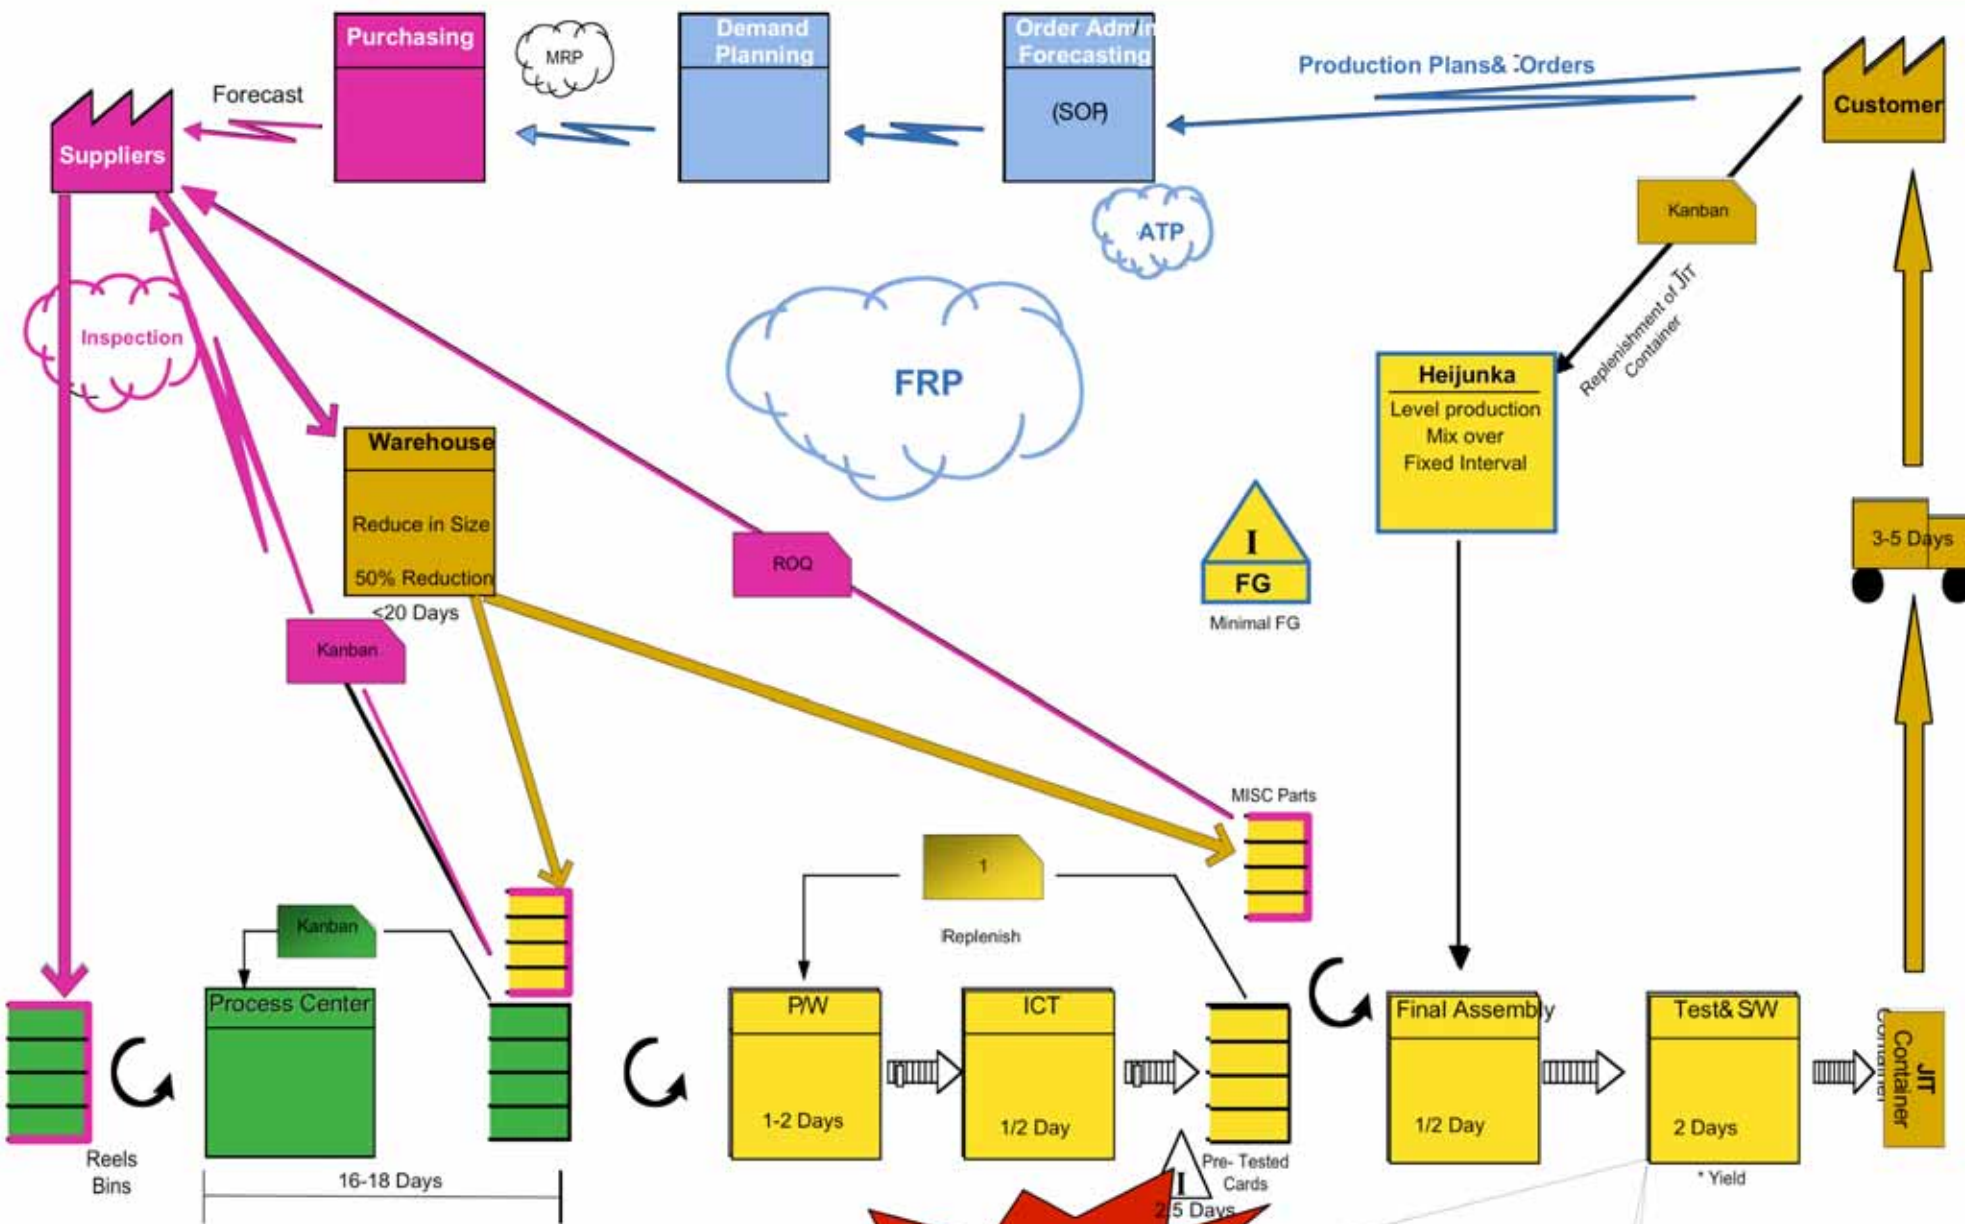 Purchasing
MRP
Demand
Planning
Order Admin/
Forecasting
(SOP)
Production Plans& Orders
Customer
Forecast
Suppliers
Kanban
ATP
Replenishment of JIT
Container
Inspection
FRP
Heijunka
Level production
Mix over
Fixed Interval
Warehouse
Reduce in Size
50% Reduction
<20 Days
ROQ
I
FG
Minimal FG
3-5 Days
Kanban
MISC Parts
1
Replenish
Kanban
Process Center
P/W
1-2 Days
ICT
1/2 Day
Final Assembly
1/2 Day
Test& S/W
2 Days
* Yield
JIT
Container
Reels
Bins
16-18 Days
Pre- Tested
Cards
I
2.5 Days